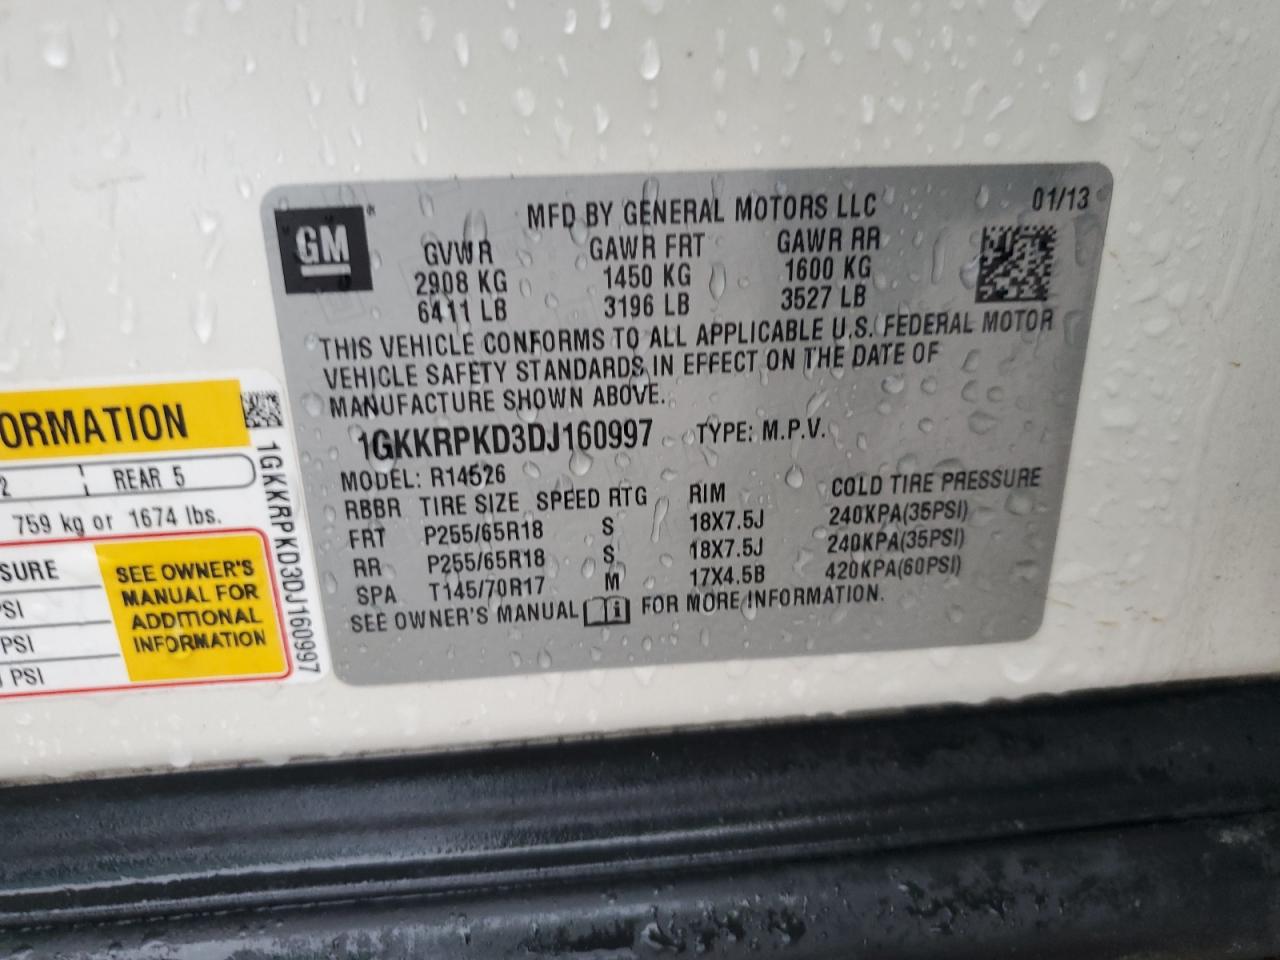 GM
MFD BY GENERAL MOTORS LLC
01/13
GVWR GAWR FRT GAWR RR
2908 KG 1450 KG 1600 KG
6411 LB 3196 LB 3527 LB
THIS VEHICLE CONFORMS TO ALL APPLICABLE U.S. FEDERAL MOTOR
VEHICLE SAFETY STANDARDS IN EFFECT ON THE DATE OF
MANUFACTURE SHOWN ABOVE.
1GKKRPKD3DJ160997 TYPE: M.P.V.
MODEL: R14526
RBBR TIRE SIZE SPEED RTG RIM COLD TIRE PRESSURE
FRT P255/65R18 S 18X7.5J 240KPA(35PSI)
RR P255/65R18 S 18X7.5J 240KPA(35PSI)
SPA T145/70R17 M 17X4.5B 420KPA(60PSI)
SEE OWNER'S MANUAL FOR MORE INFORMATION.
ORMATION
2 REAR 5
759 kg or 1674 lbs.
SURE
PSI
PSI
PSI
SEE OWNER'S
MANUAL FOR
ADDITIONAL
INFORMATION
1GKKRPKD3DJ160997